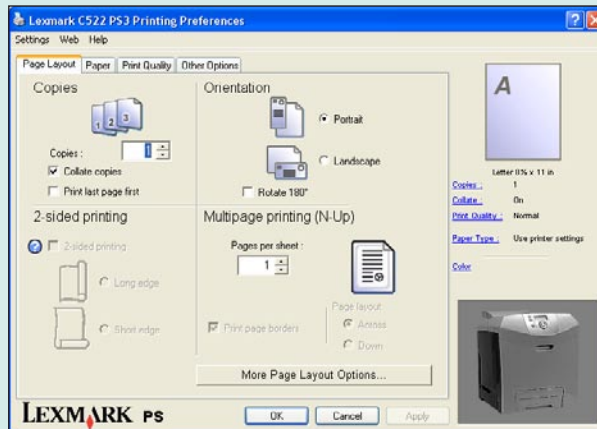 Lexmark C522 PS3 Printing Preferences
Settings Web Help
Page Layout Paper Print Quality Other Options
Copies
1 2 3
Copies : 1
Collate copies
Print last page first
Orientation
Portrait
Landscape
Rotate 180°
2-sided printing
2-sided printing
Long edge
Short edge
Multipage printing (N-Up)
Pages per sheet :
1
Print page borders
Page layout
Across
Down
More Page Layout Options...
A
Letter 8½ x 11 in
Copies : 1
Collate : On
Print Quality : Normal
Paper Type : Use printer settings
Color
LEXMARK PS
OK Cancel Apply